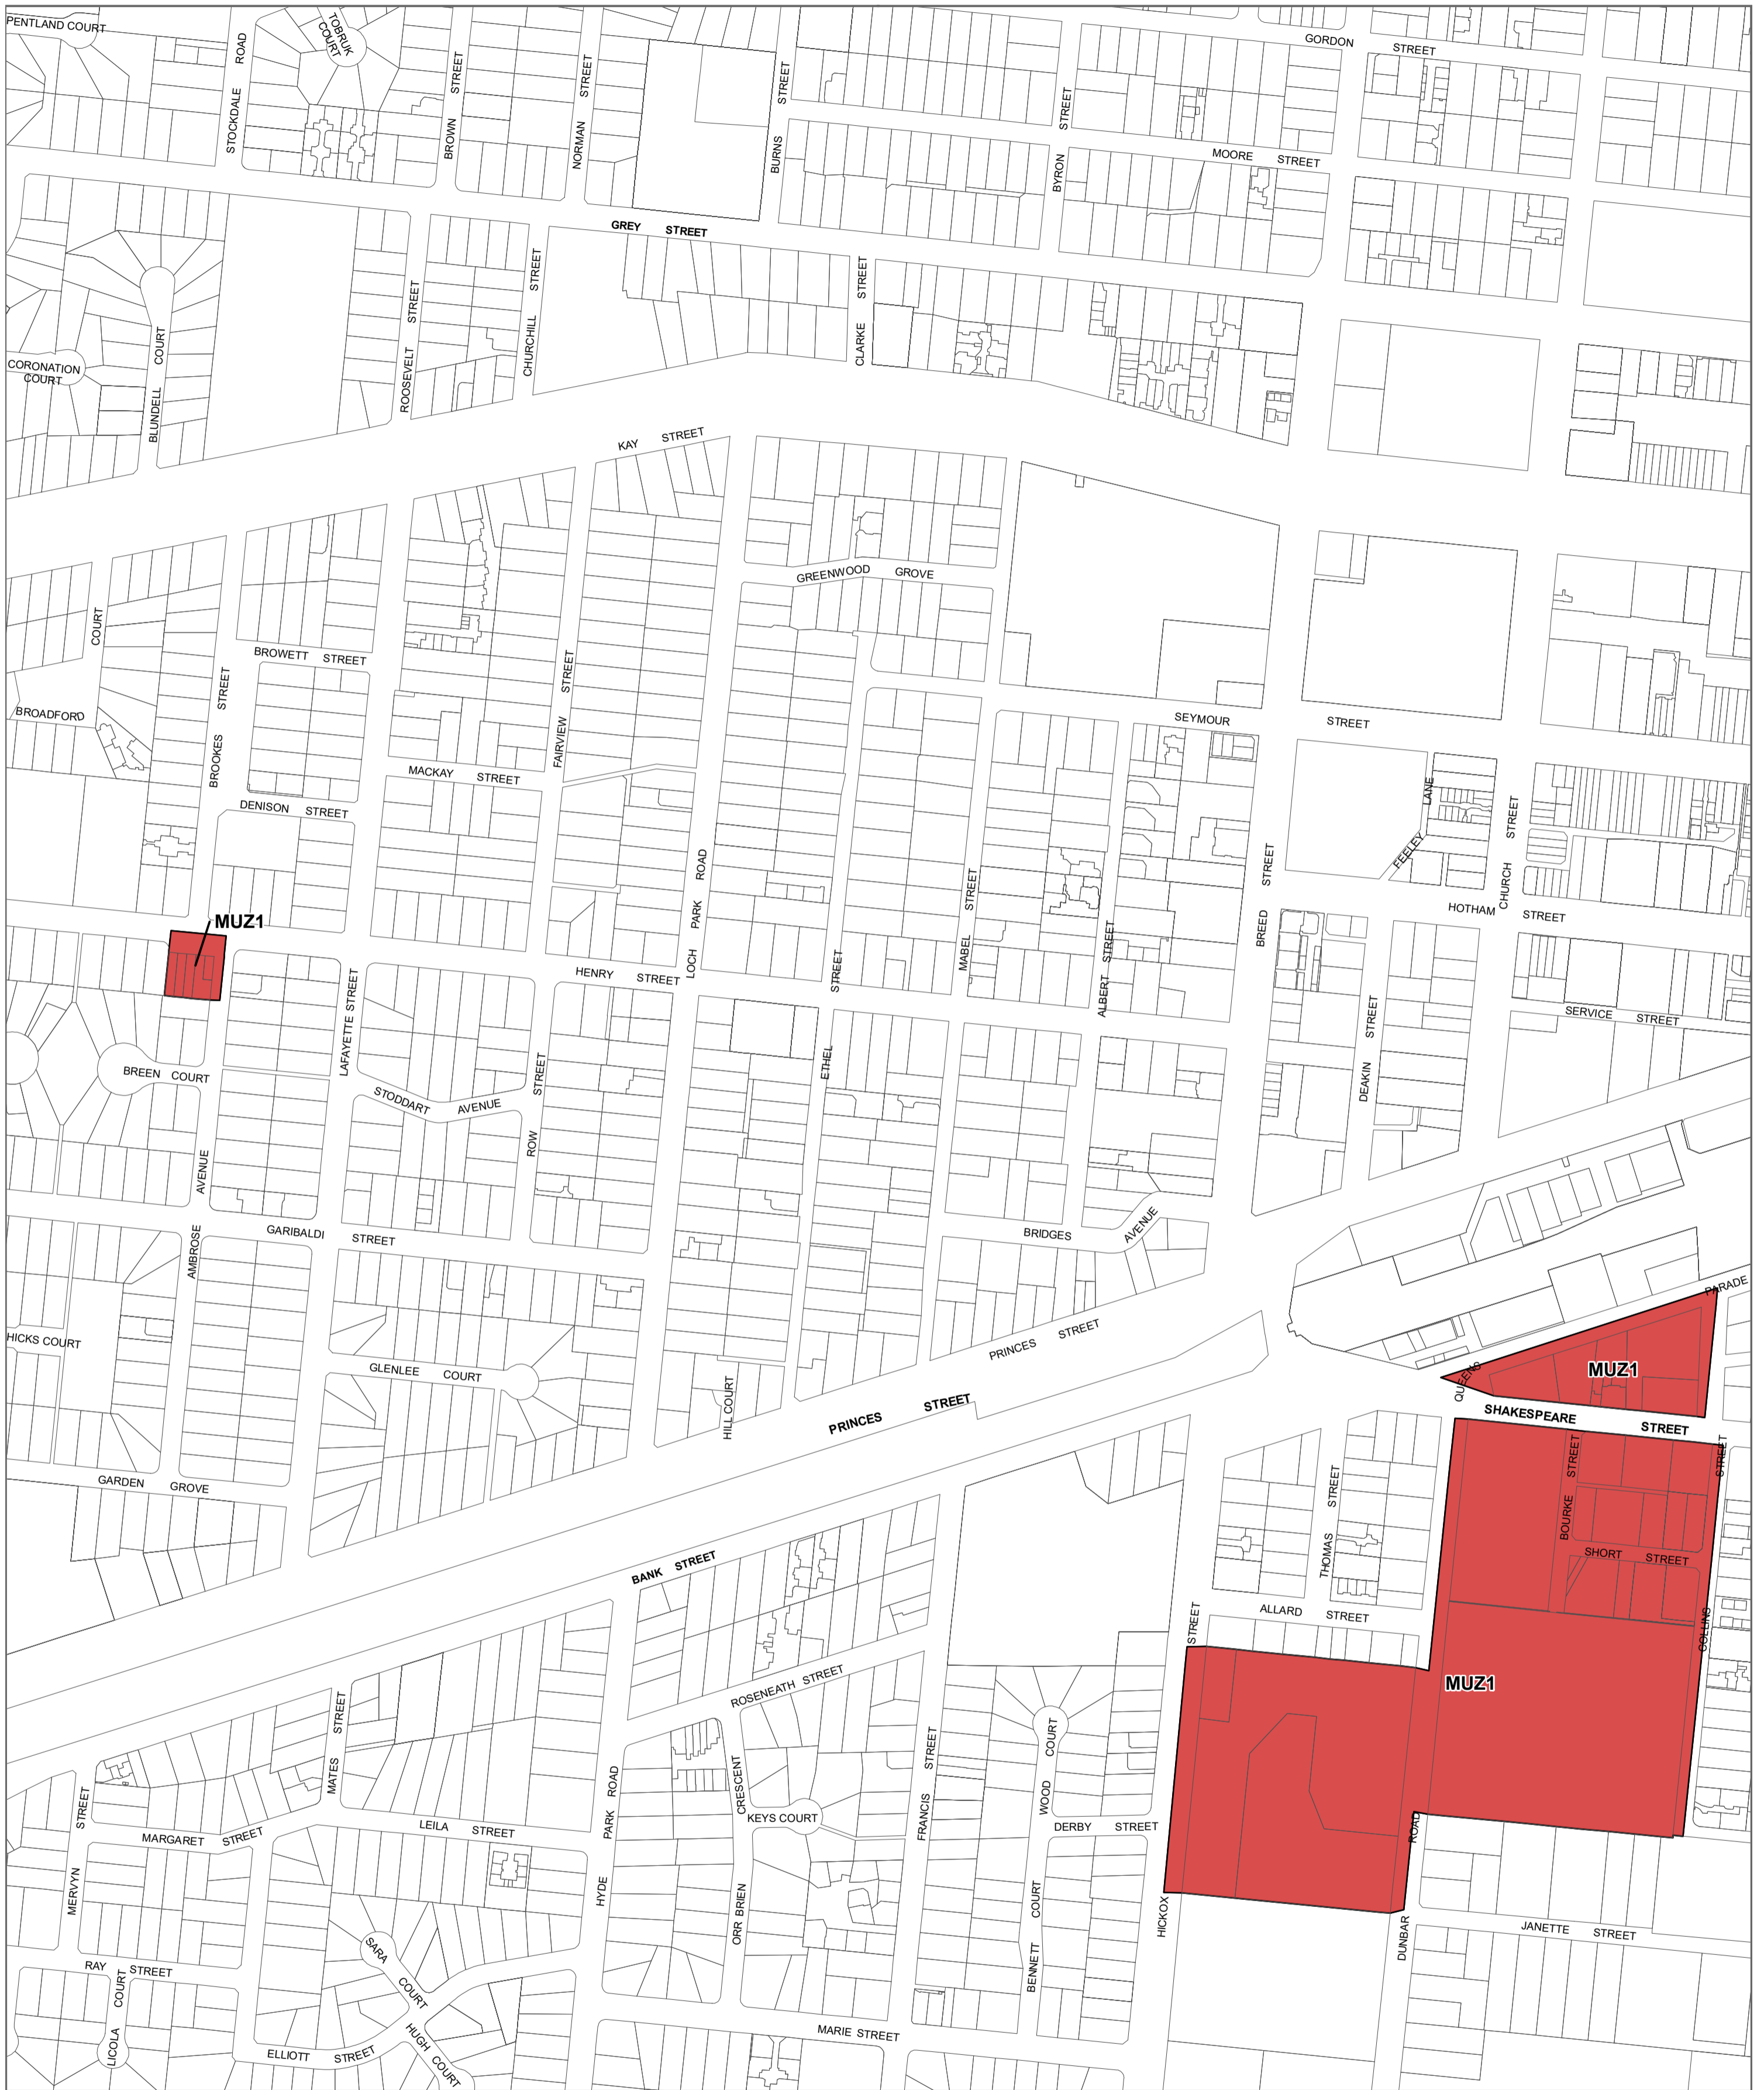 PENTLAND COURT
TOBRUK
COURT
STOCKDALE ROAD
BROWN STREET
NORMAN STREET
BURNS STREET
BYRON STREET
GORDON STREET
MOORE STREET
GREY STREET
CORONATION
COURT
BLUNDELL COURT
ROOSEVELT STREET
CHURCHILL STREET
CLARKE STREET
KAY STREET
GREENWOOD GROVE
COURT
BROADFORD
BROOKES STREET
BROWETT STREET
FAIRVIEW STREET
SEYMOUR STREET
MACKAY STREET
DENISON STREET
LOCH PARK ROAD
FEELEY LANE
CHURCH STREET
HOTHAM STREET
MABEL STREET
ALBERT STREET
BREED STREET
MUZ1
HENRY STREET
LAFAYETTE STREET
ETHEL STREET
DEAKIN STREET
SERVICE STREET
BREEN COURT
STODDART AVENUE
ROW STREET
AMBROSE AVENUE
GARIBALDI STREET
BRIDGES AVENUE
HICKS COURT
GLENLEE COURT
PRINCES STREET
HILL COURT
PRINCES STREET
QUEENS PARADE
MUZ1
SHAKESPEARE STREET
GARDEN GROVE
BANK STREET
THOMAS STREET
BOURKE STREET
SHORT STREET
COLLINS STREET
ALLARD STREET
HICKOX STREET
MUZ1
ROSENEATH STREET
MATES STREET
HYDE PARK ROAD
ORR BRIEN CRESCENT
KEYS COURT
FRANCIS STREET
WOOD COURT
DERBY STREET
DUNBAR ROAD
MERVYN STREET
MARGARET STREET
LEILA STREET
BENNETT COURT
JANETTE STREET
SARA COURT
RAY STREET
LICOLA COURT
HUGH COURT
ELLIOTT STREET
MARIE STREET